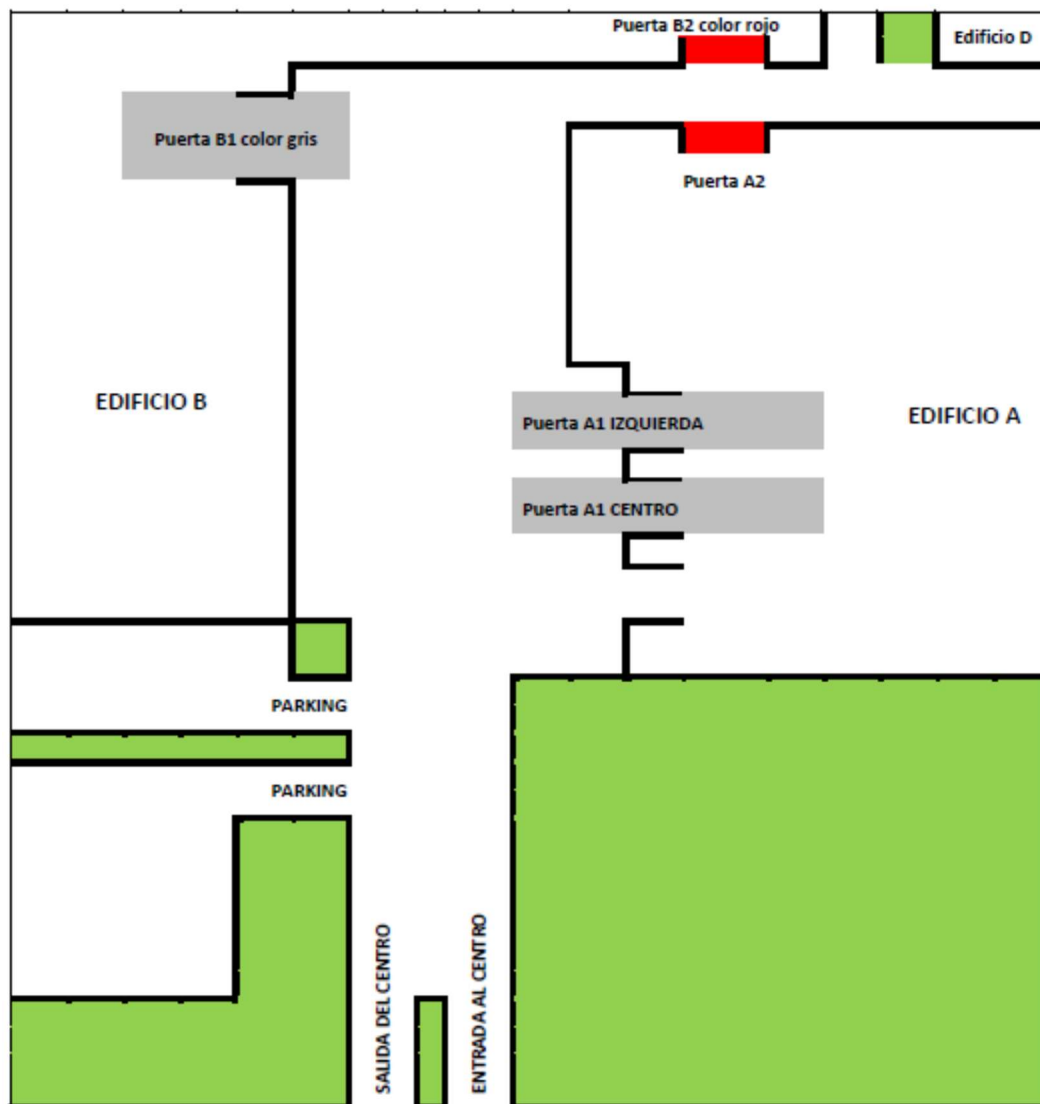 Puerta B2 color rojo
Edificio D
Puerta B1 color gris
Puerta A2
EDIFICIO B
EDIFICIO A
Puerta A1 IZQUIERDA
Puerta A1 CENTRO
PARKING
PARKING
SALIDA DEL CENTRO
ENTRADA AL CENTRO